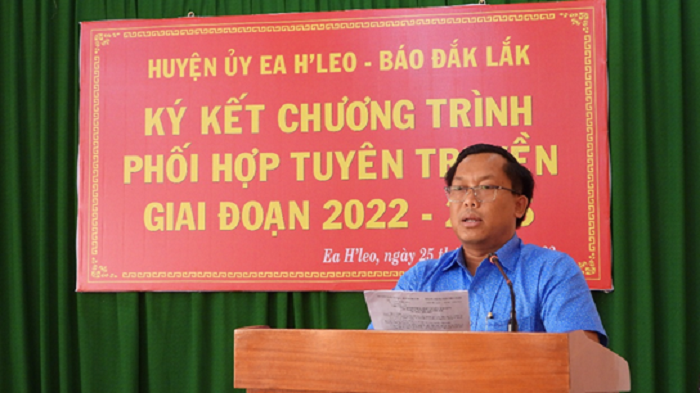 HUYỆN ỦY EA H'LEO - BÁO ĐẮK LẮK
KÝ KẾT CHƯƠNG TRÌNH
PHỐI HỢP TUYÊN
GIAI ĐOẠN 2022 -
Ea H'leo, ngày 25